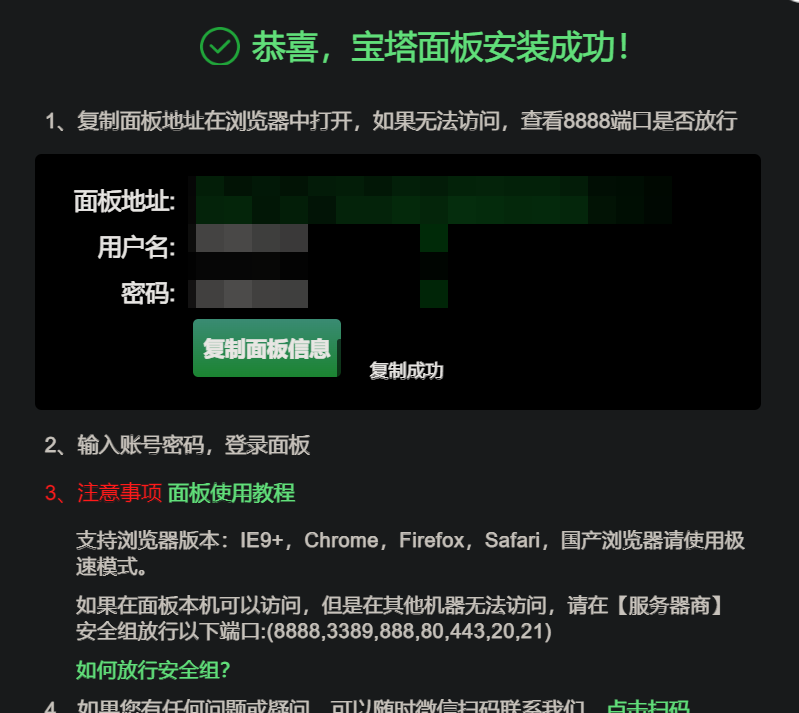 恭喜，宝塔面板安装成功！
1、复制面板地址在浏览器中打开，如果无法访问，查看8888端口是否放行
面板地址:
用户名:
密码:
复制面板信息
复制成功
2、输入账号密码，登录面板
3、注意事项 面板使用教程
支持浏览器版本：IE9+，Chrome，Firefox，Safari，国产浏览器请使用极
速模式。
如果在面板本机可以访问，但是在其他机器无法访问，请在【服务器商】
安全组放行以下端口:(8888,3389,888,80,443,20,21)
如何放行安全组？
4、如果您有任何问题或疑问，可以随时微信扫码联系我们。点击扫码